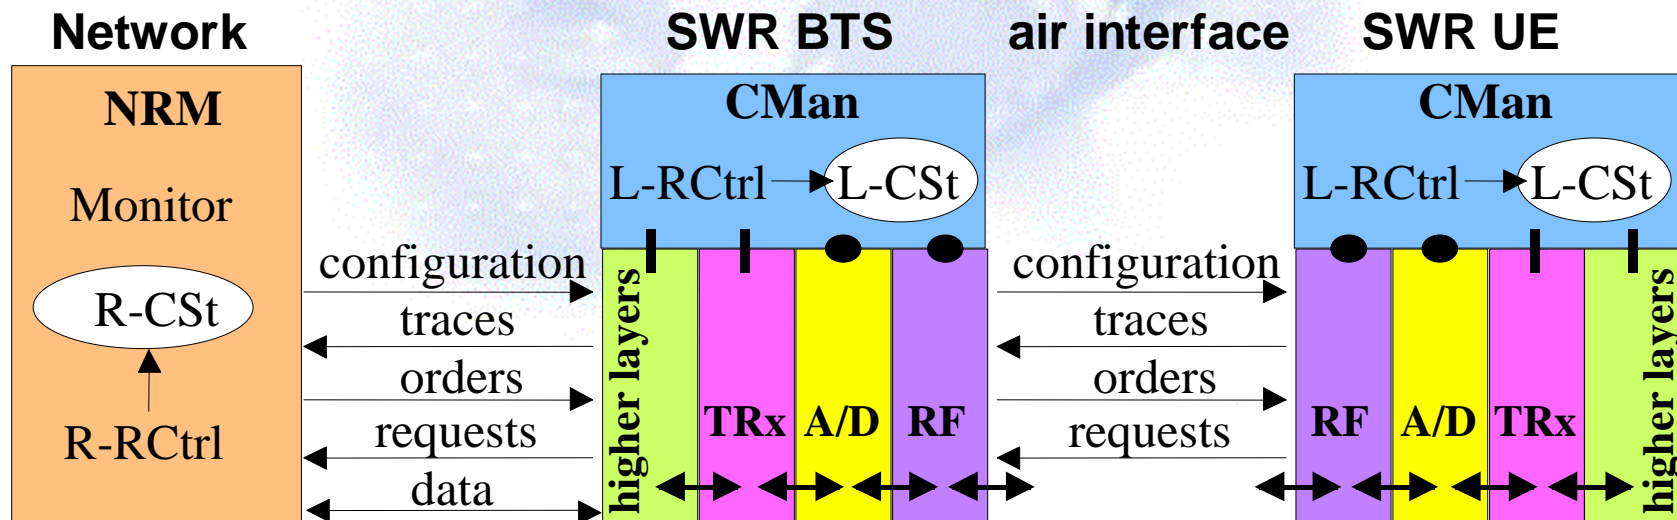 Network
SWR BTS
air interface
SWR UE
NRM
Monitor
R-CSt
R-RCtrl
configuration
traces
orders
requests
data
CMan
L-RCtrl
L-CSt
higher layers
TRx
A/D
RF
configuration
traces
orders
requests
CMan
L-RCtrl
L-CSt
RF
A/D
TRx
higher layers